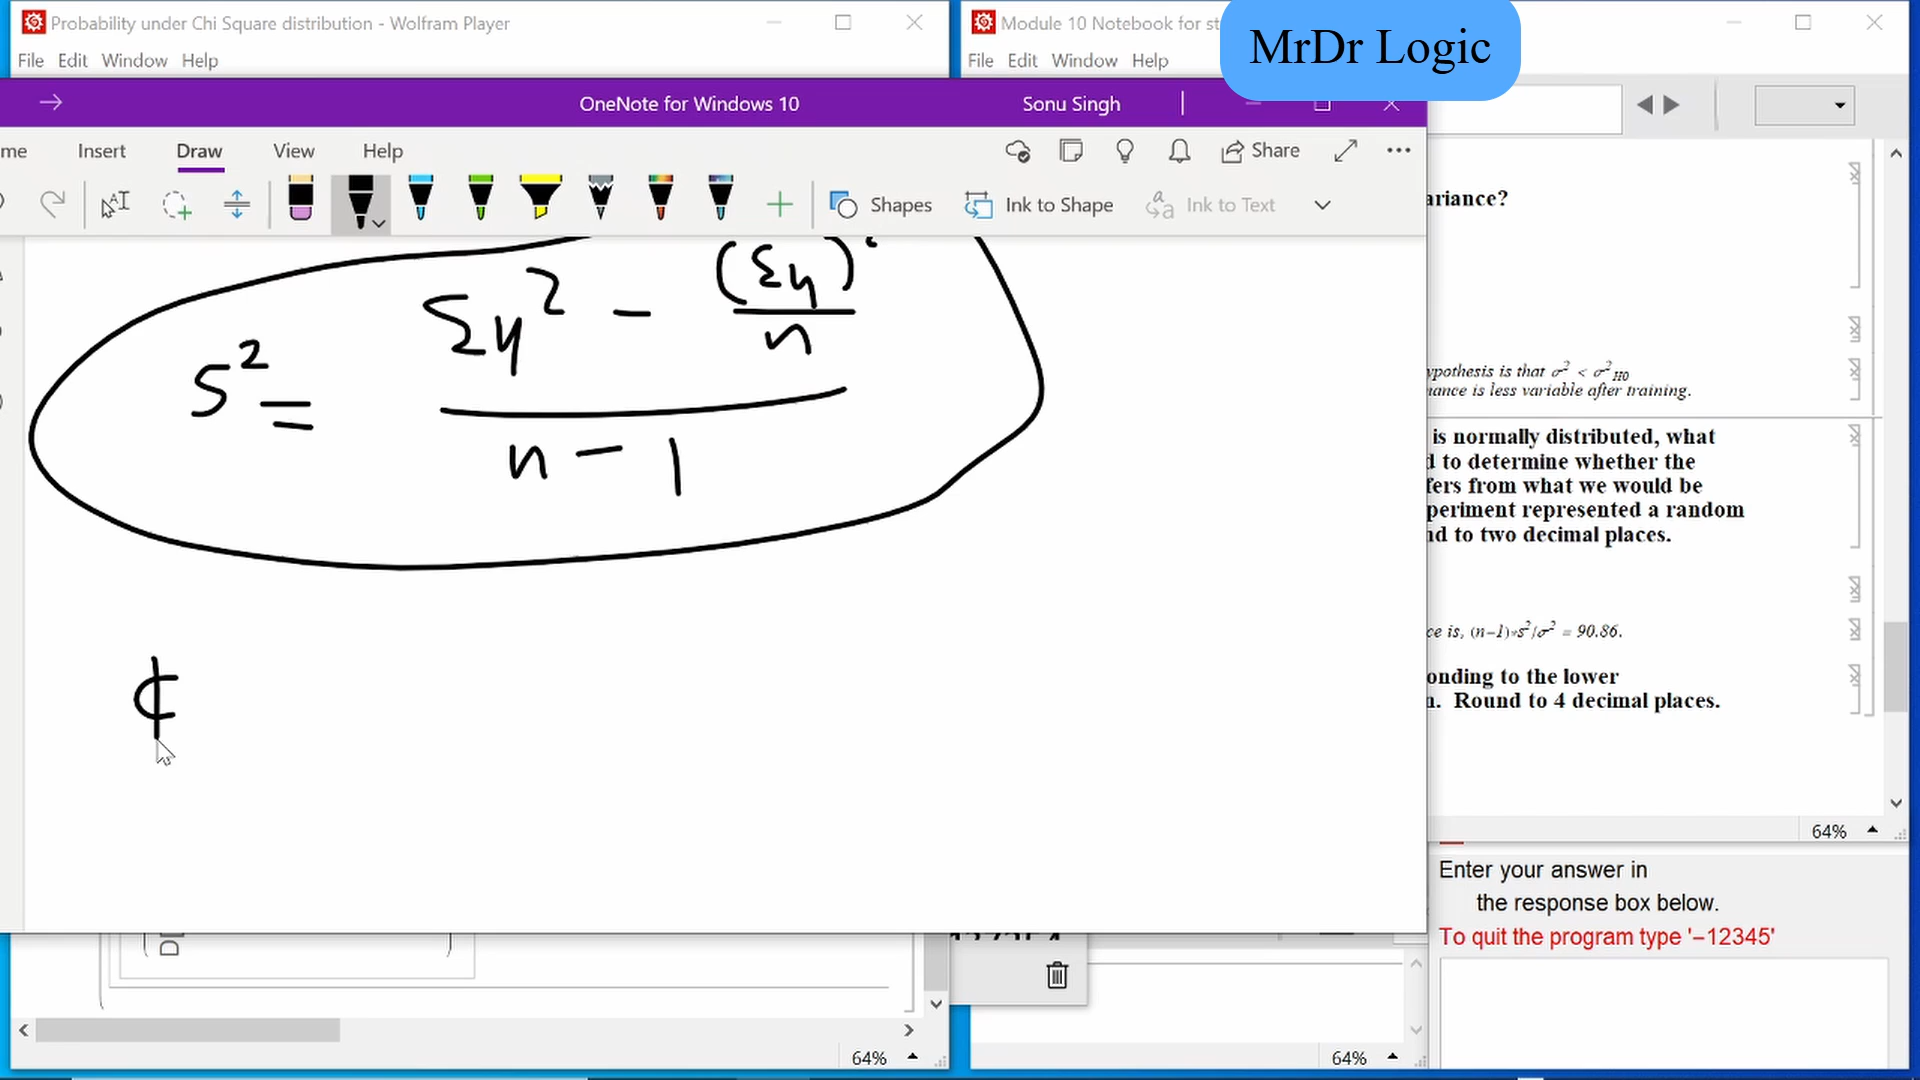 Probability under Chi Square distribution - Wolfram Player
Module 10 Notebook for st
MrDr Logic
File Edit Window Help
File Edit Window Help
OneNote for Windows 10
Sonu Singh
me Insert Draw View Help
Share
Shapes
Ink to Shape
Ink to Text
ariance?
(Σy)
Σy² - n
s² =
n - 1
¢
ypothesis is that σ² < σ²H0
nance is less variable after training.
is normally distributed, what
d to determine whether the
fers from what we would be
periment represented a random
nd to two decimal places.
ce is, (n-1)*s²/σ² = 90.86.
onding to the lower
n. Round to 4 decimal places.
64%
Enter your answer in
the response box below.
To quit the program type '-12345'
64%
64%